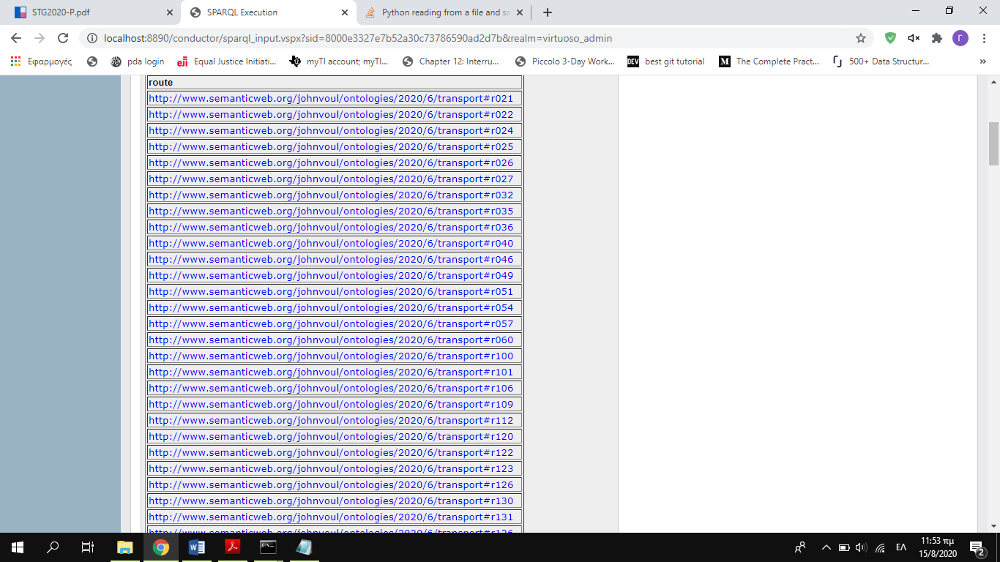 STG2020-P.pdf
SPARQL Execution
Python reading from a file and sa
localhost:8890/conductor/sparql_input.vspx?sid=8000e3327e7b52a30c73786590ad2d7b&realm=virtuoso_admin
Γ
Εφαρμογές
pda login
eji Equal Justice Initiati...
myTI account; myTI...
Chapter 12: Interru...
Piccolo 3-Day Work...
DEV best git tutorial
M The Complete Pract...
500+ Data Structur...
»
route
http://www.semanticweb.org/johnvoul/ontologies/2020/6/transport#r021
http://www.semanticweb.org/johnvoul/ontologies/2020/6/transport#r022
http://www.semanticweb.org/johnvoul/ontologies/2020/6/transport#r024
http://www.semanticweb.org/johnvoul/ontologies/2020/6/transport#r025
http://www.semanticweb.org/johnvoul/ontologies/2020/6/transport#r026
http://www.semanticweb.org/johnvoul/ontologies/2020/6/transport#r027
http://www.semanticweb.org/johnvoul/ontologies/2020/6/transport#r032
http://www.semanticweb.org/johnvoul/ontologies/2020/6/transport#r035
http://www.semanticweb.org/johnvoul/ontologies/2020/6/transport#r036
http://www.semanticweb.org/johnvoul/ontologies/2020/6/transport#r040
http://www.semanticweb.org/johnvoul/ontologies/2020/6/transport#r046
http://www.semanticweb.org/johnvoul/ontologies/2020/6/transport#r049
http://www.semanticweb.org/johnvoul/ontologies/2020/6/transport#r051
http://www.semanticweb.org/johnvoul/ontologies/2020/6/transport#r054
http://www.semanticweb.org/johnvoul/ontologies/2020/6/transport#r057
http://www.semanticweb.org/johnvoul/ontologies/2020/6/transport#r060
http://www.semanticweb.org/johnvoul/ontologies/2020/6/transport#r100
http://www.semanticweb.org/johnvoul/ontologies/2020/6/transport#r101
http://www.semanticweb.org/johnvoul/ontologies/2020/6/transport#r106
http://www.semanticweb.org/johnvoul/ontologies/2020/6/transport#r109
http://www.semanticweb.org/johnvoul/ontologies/2020/6/transport#r112
http://www.semanticweb.org/johnvoul/ontologies/2020/6/transport#r120
http://www.semanticweb.org/johnvoul/ontologies/2020/6/transport#r122
http://www.semanticweb.org/johnvoul/ontologies/2020/6/transport#r123
http://www.semanticweb.org/johnvoul/ontologies/2020/6/transport#r126
http://www.semanticweb.org/johnvoul/ontologies/2020/6/transport#r130
http://www.semanticweb.org/johnvoul/ontologies/2020/6/transport#r131
ΕΛ
11:53 πμ
15/8/2020
2